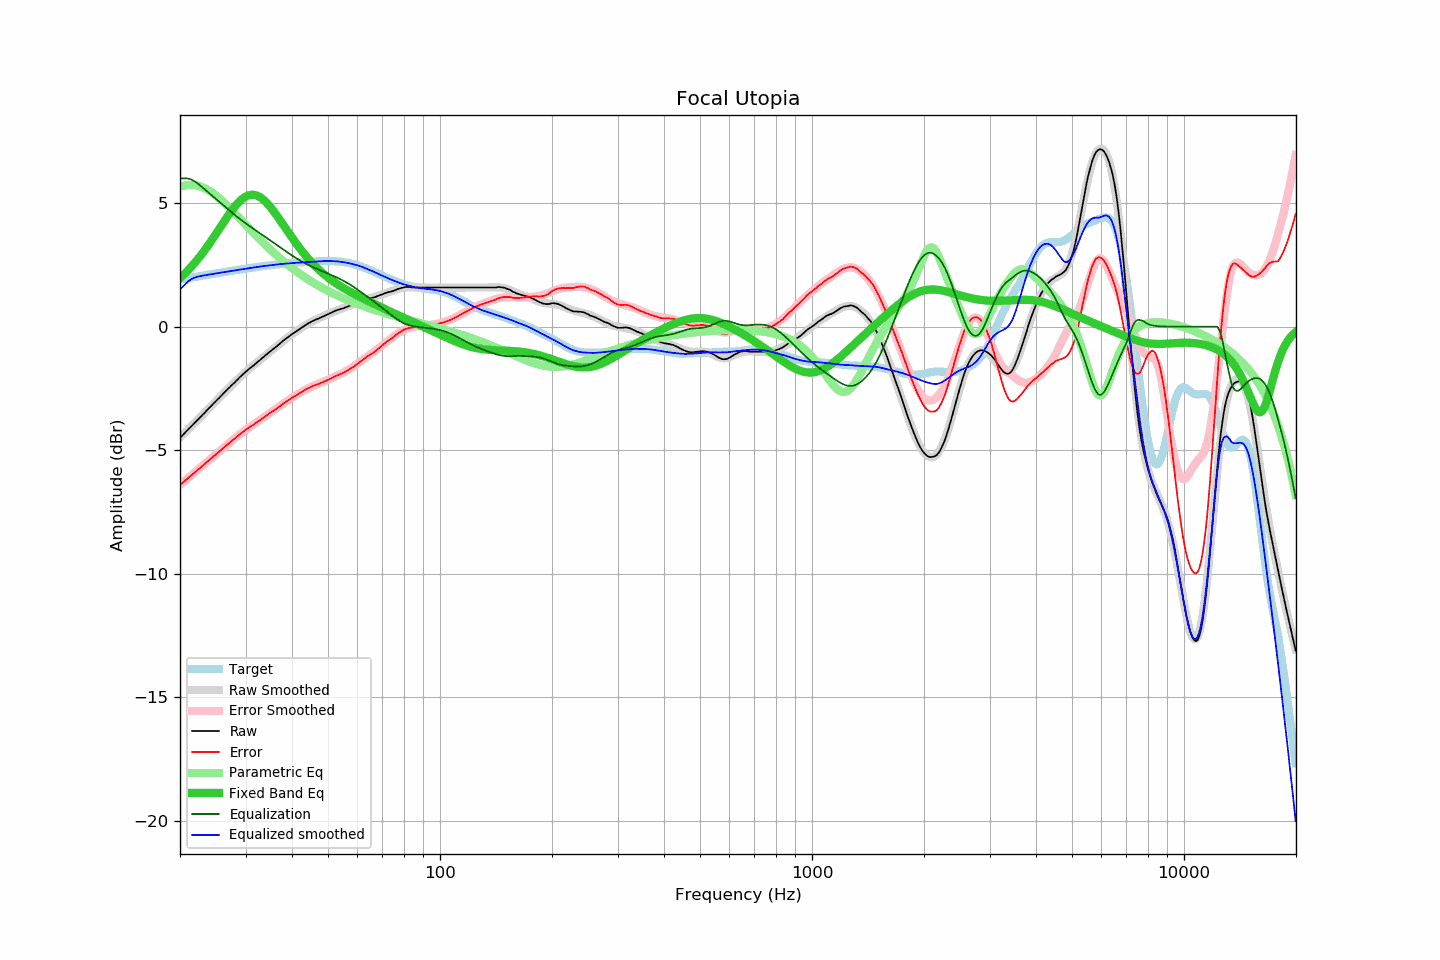 Focal Utopia
5
0
−5
−10
−15
−20
Amplitude (dBr)
Target
Raw Smoothed
Error Smoothed
Raw
Error
Parametric Eq
Fixed Band Eq
Equalization
Equalized smoothed
100
1000
10000
Frequency (Hz)